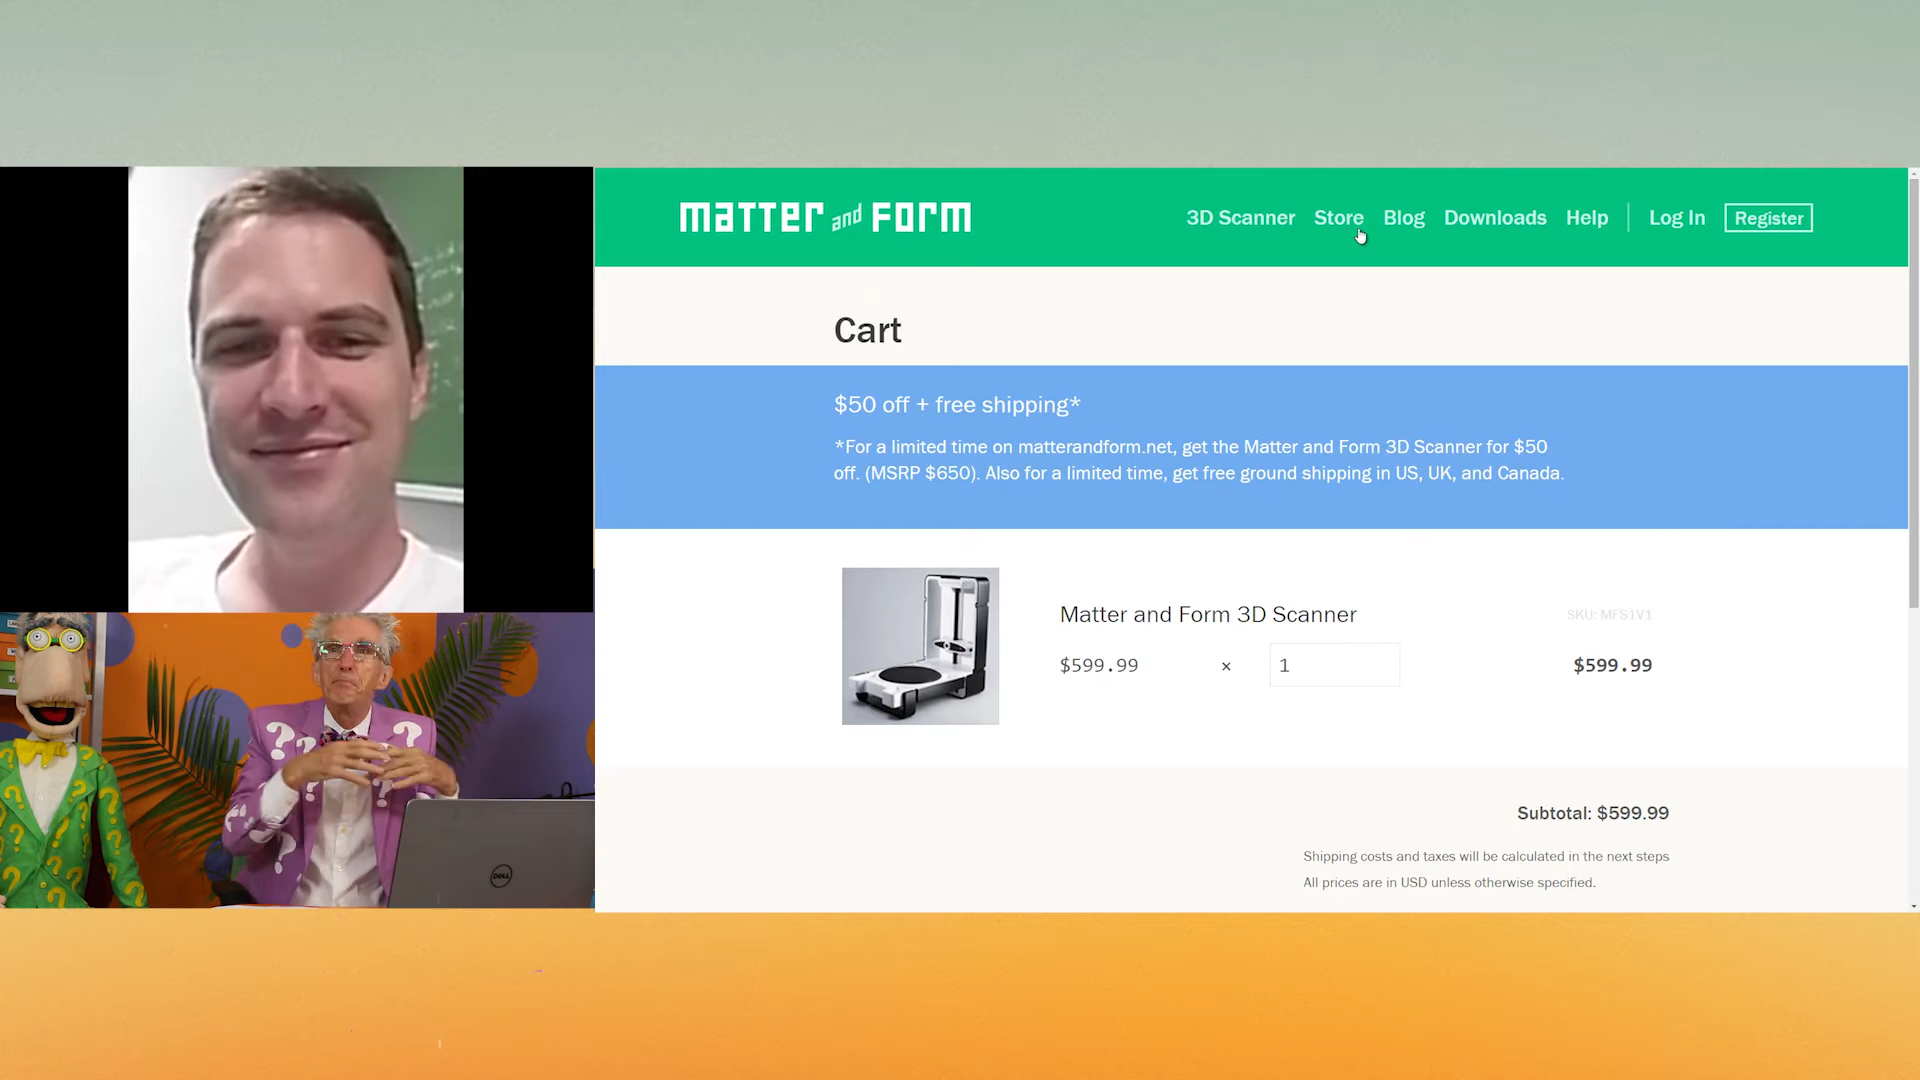 matter and form
3D Scanner Store Blog Downloads Help Log In Register
Cart
$50 off + free shipping*
*For a limited time on matterandform.net, get the Matter and Form 3D Scanner for $50
off. (MSRP $650). Also for a limited time, get free ground shipping in US, UK, and Canada.
Matter and Form 3D Scanner SKU: MFS1V1
$599.99 × 1 $599.99
Subtotal: $599.99
Shipping costs and taxes will be calculated in the next steps
All prices are in USD unless otherwise specified.
? ? ? ?
DELL